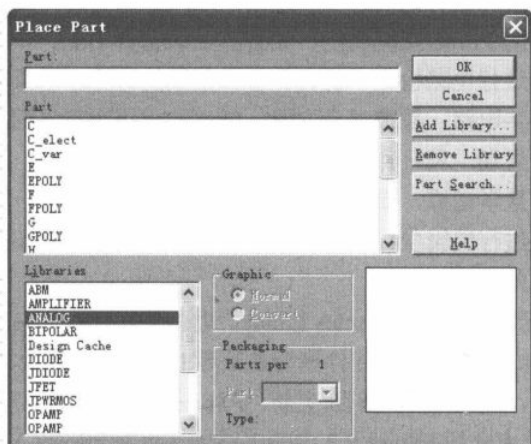 Place Part
Part:
OK
Cancel
Part
Add Library...
Remove Library
Part Search...
Help
C
C_elect
C_var
E
EPOLY
F
FPOLY
G
GPOLY
H
Libraries
ABM
AMPLIFIER
ANALOG
BIPOLAR
Design Cache
DIODE
JDIODE
JFET
JPWRMOS
OPAMP
OPAMP
Graphic
Normal
Convert
Packaging
Parts per 1
Part
Type: